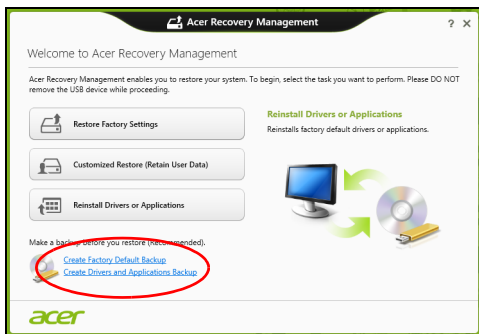 Acer Recovery Management
? ×
Welcome to Acer Recovery Management
Acer Recovery Management enables you to restore your system. To begin, select the task you want to perform. Please DO NOT
remove the USB device while proceeding.
Restore Factory Settings
Customized Restore (Retain User Data)
Reinstall Drivers or Applications
Reinstall Drivers or Applications
Reinstalls factory default drivers or applications.
Make a backup before you restore (Recommended).
Create Factory Default Backup
Create Drivers and Applications Backup
acer